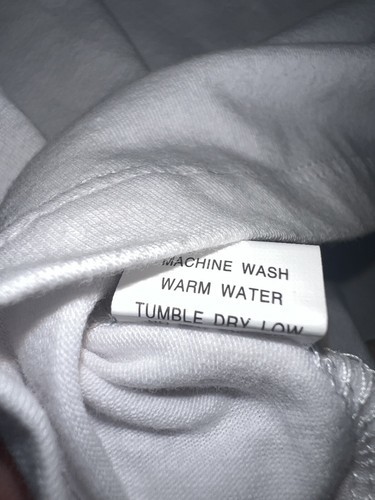 MACHINE WASH
WARM WATER
TUMBLE DRY LOW